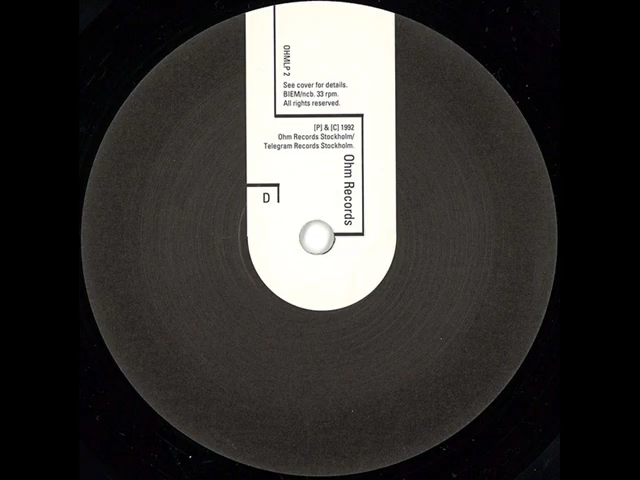 OHMLP 2
See cover for details.
BIEM/ncb. 33 rpm.
All rights reserved.
[P] & [C] 1992
Ohm Records Stockholm/
Telegram Records Stockholm.
Ohm Records
D